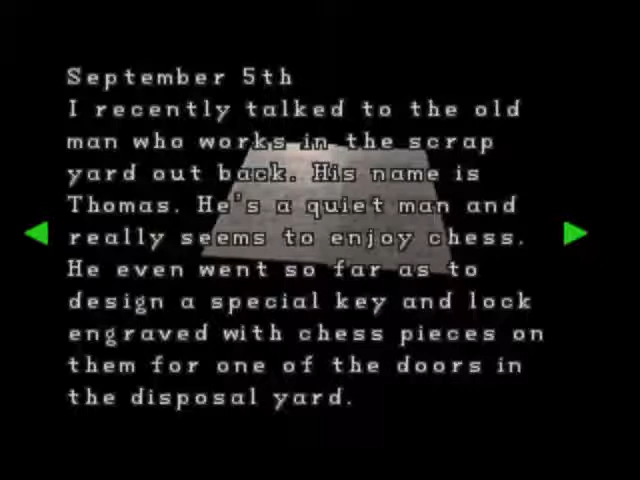 September 5th
I recently talked to the old
man who works in the scrap
yard out back. His name is
Thomas. He's a quiet man and
really seems to enjoy chess.
He even went so far as to
design a special key and lock
engraved with chess pieces on
them for one of the doors in
the disposal yard.